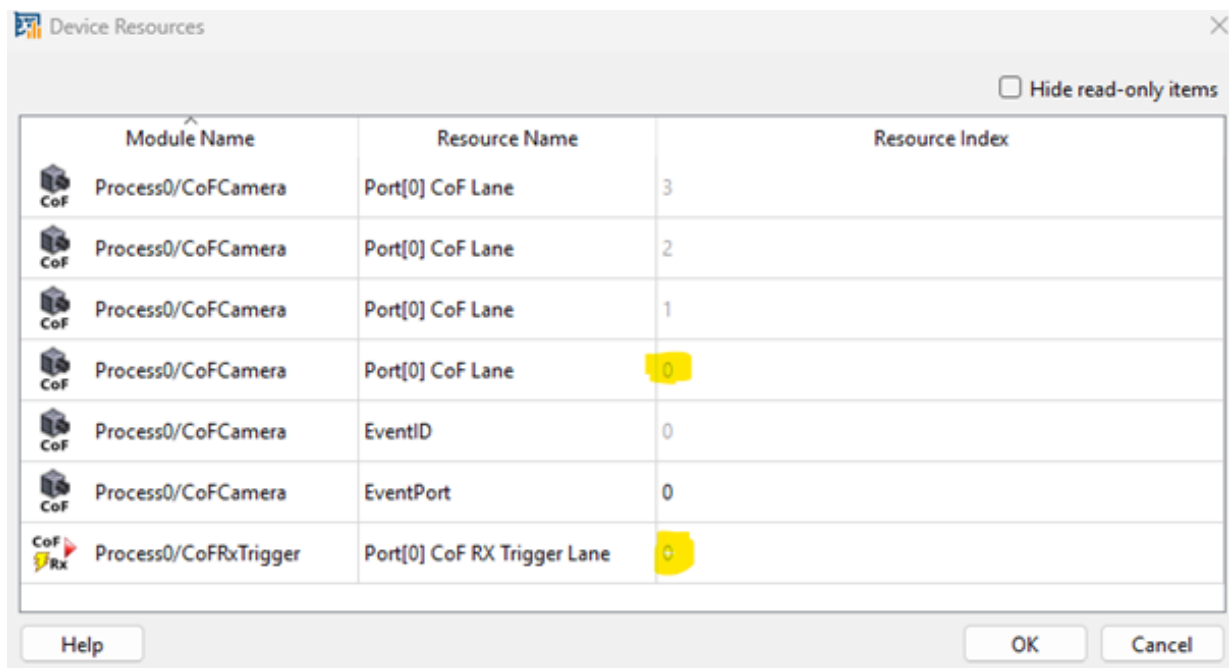 Device Resources
Hide read-only items
Module Name Resource Name Resource Index
CoF Process0/CoFCamera Port[0] CoF Lane 3
CoF Process0/CoFCamera Port[0] CoF Lane 2
CoF Process0/CoFCamera Port[0] CoF Lane 1
CoF Process0/CoFCamera Port[0] CoF Lane 0
CoF Process0/CoFCamera EventID 0
CoF Process0/CoFCamera EventPort 0
CoF Rx Process0/CoFRxTrigger Port[0] CoF RX Trigger Lane 0
Help OK Cancel